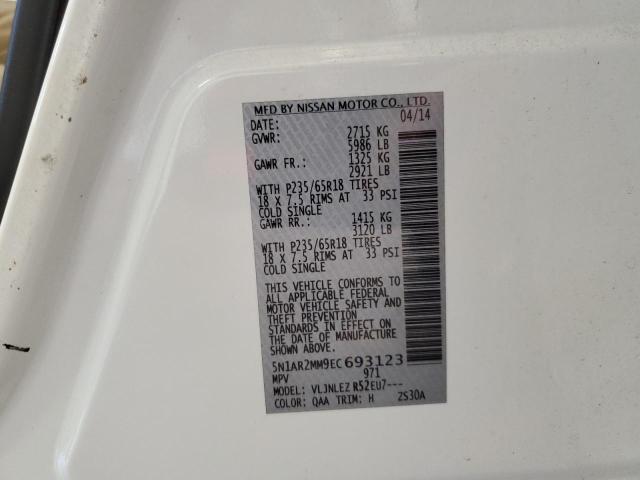 MFD BY NISSAN MOTOR CO., LTD.
DATE: 04/14
GVWR: 2715 KG
5986 LB
GAWR FR.: 1325 KG
2921 LB
WITH P235/65R18 TIRES
18 X 7.5 RIMS AT 33 PSI
COLD SINGLE
GAWR RR.: 1415 KG
3120 LB
WITH P235/65R18 TIRES
18 X 7.5 RIMS AT 33 PSI
COLD SINGLE
THIS VEHICLE CONFORMS TO
ALL APPLICABLE FEDERAL
MOTOR VEHICLE SAFETY AND
THEFT PREVENTION
STANDARDS IN EFFECT ON
THE DATE OF MANUFACTURE
SHOWN ABOVE.
5N1AR2MM9EC693123
MPV 971
MODEL: VLJNLEZ R52EU7---
COLOR: QAA TRIM: H ZS30A